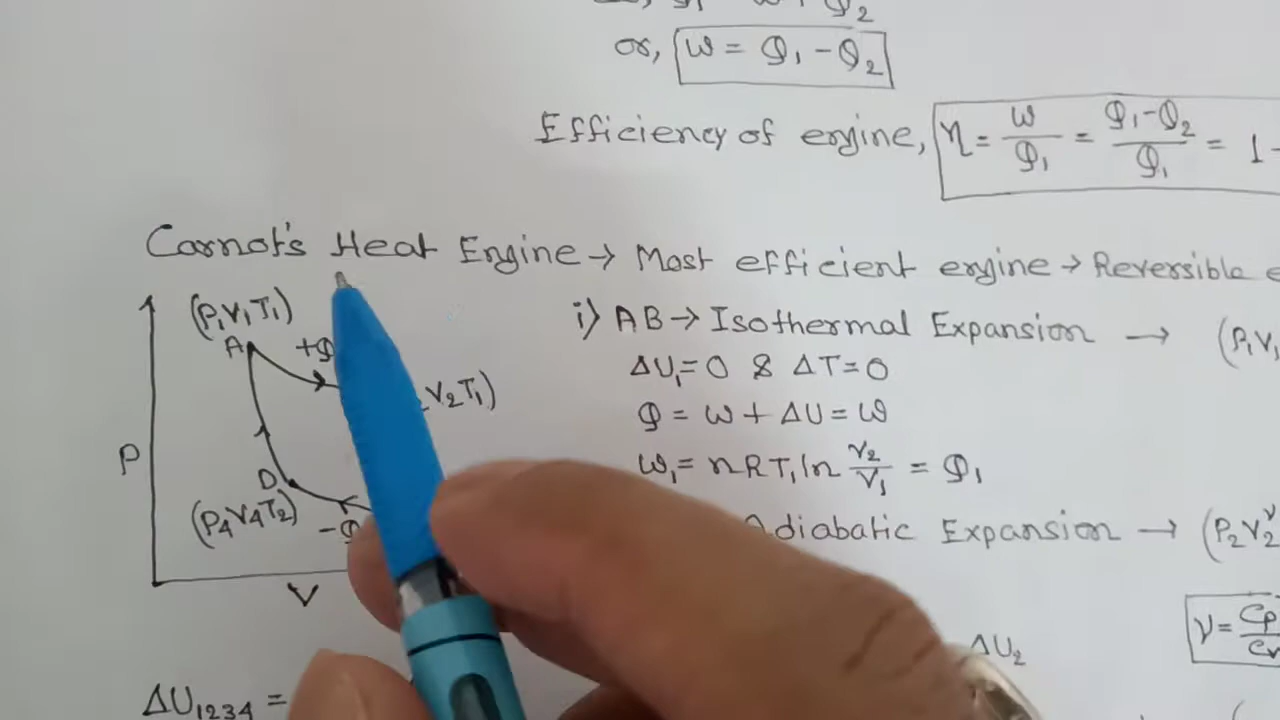 or, W = Q₁ - Q₂
Efficiency of engine, η = W/Q₁ = (Q₁-Q₂)/Q₁ = 1 -
Carnot's Heat Engine → Most efficient engine → Reversible
(P₁V₁T₁)
A
+Q
V₂T₁)
P
D
(P₄V₄T₂)
-Q
V
i) AB → Isothermal Expansion → (P₁V₁
ΔU₁=0 & ΔT=0
Q = W + ΔU = W
W₁ = nRT₁ ln V₂/V₁ = Q₁
Adiabatic Expansion → (P₂V₂^γ
γ = Cp/Cv
ΔU₂
ΔU₁₂₃₄ =